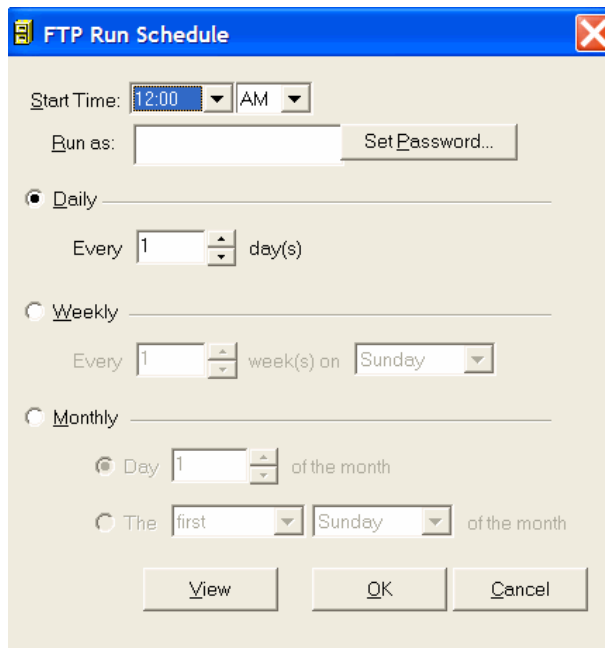 FTP Run Schedule
Start Time: 12:00 AM
Run as: Set Password...
Daily
Every 1 day(s)
Weekly
Every 1 week(s) on Sunday
Monthly
Day 1 of the month
The first Sunday of the month
View OK Cancel